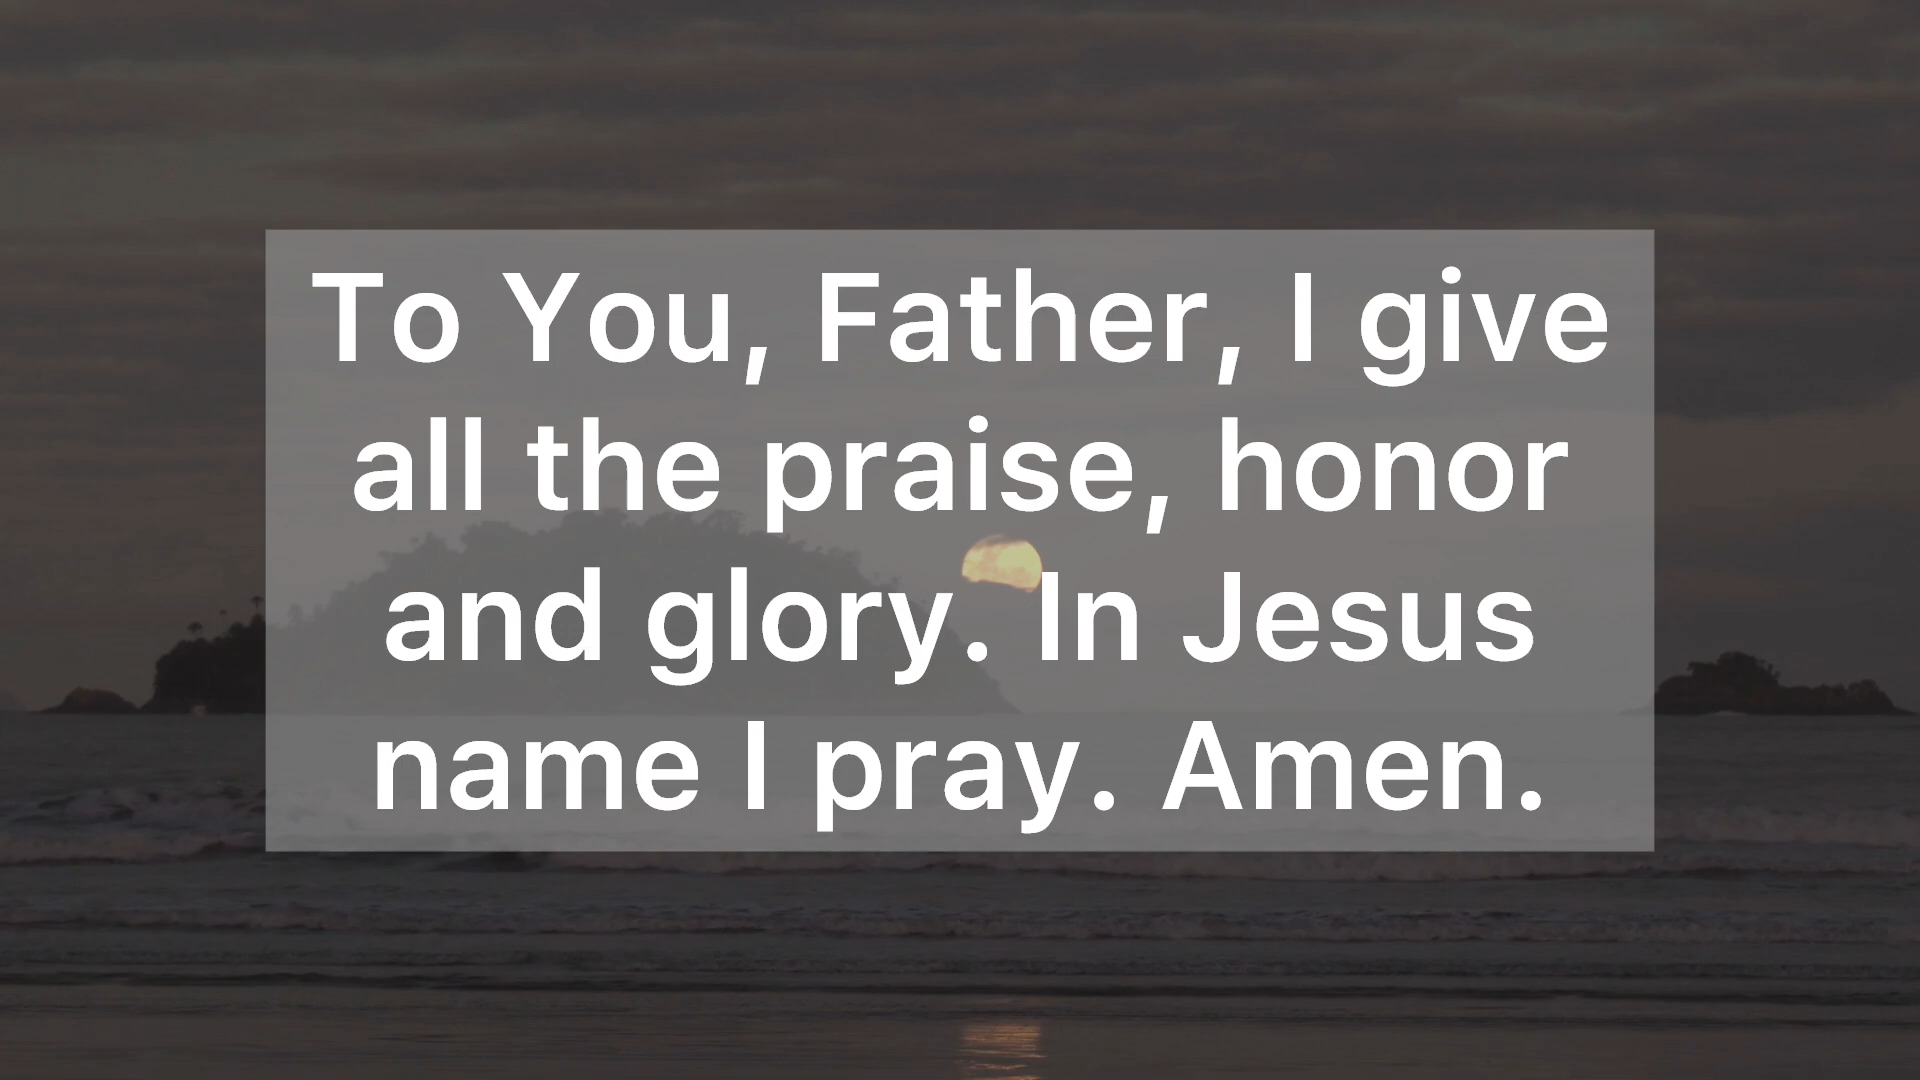 To You, Father, I give
all the praise, honor
and glory. In Jesus
name I pray. Amen.